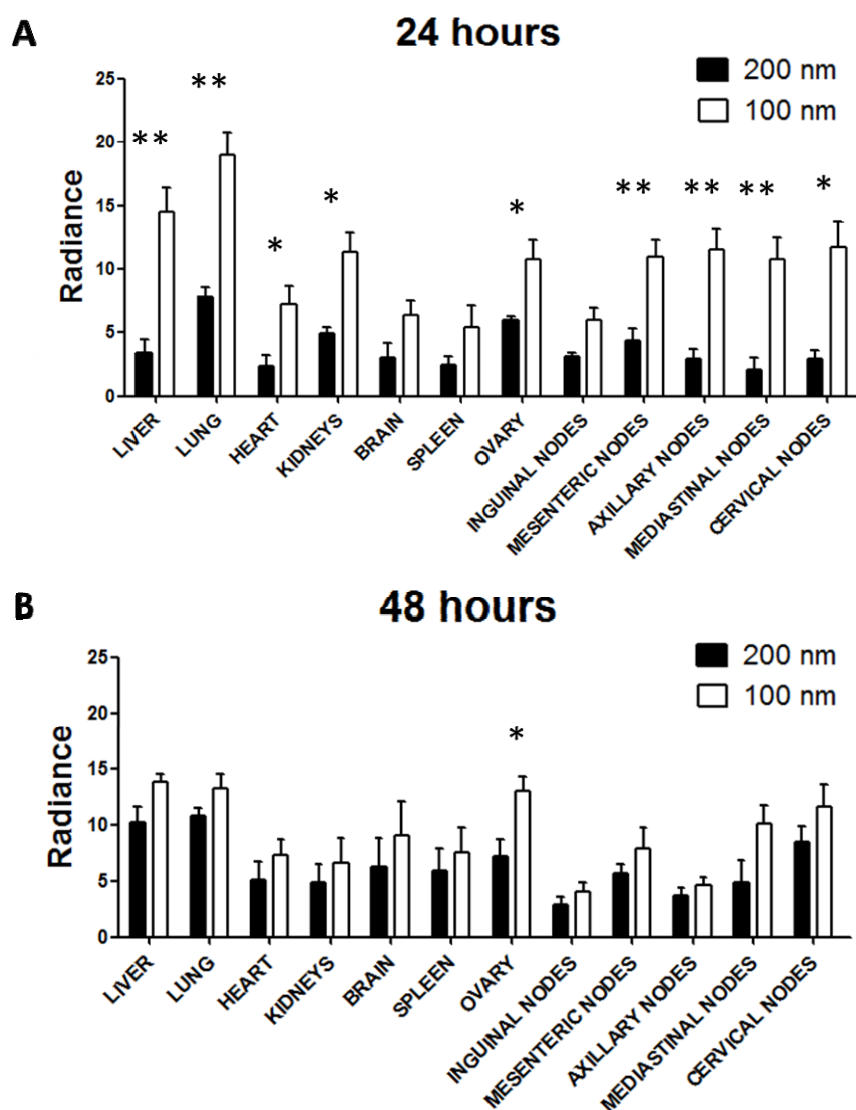 A
24 hours
200 nm
100 nm
Radiance
25
20
15
10
5
0
** ** * * * ** ** ** *
LIVER
LUNG
HEART
KIDNEYS
BRAIN
SPLEEN
OVARY
INGUINAL NODES
MESENTERIC NODES
AXILLARY NODES
MEDIASTINAL NODES
CERVICAL NODES
B
48 hours
200 nm
100 nm
Radiance
25
20
15
10
5
0
*
LIVER
LUNG
HEART
KIDNEYS
BRAIN
SPLEEN
OVARY
INGUINAL NODES
MESENTERIC NODES
AXILLARY NODES
MEDIASTINAL NODES
CERVICAL NODES